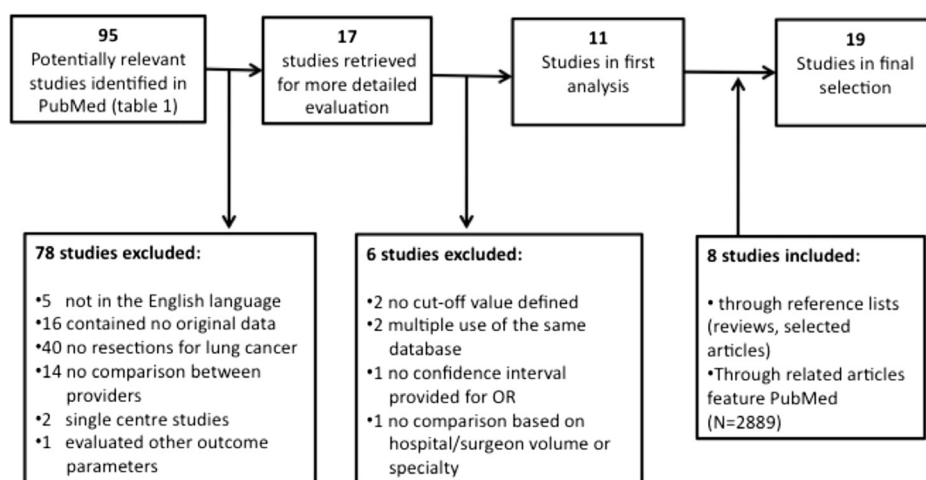 95
Potentially relevant
studies identified in
PubMed (table 1)
17
studies retrieved
for more detailed
evaluation
11
Studies in first
analysis
19
Studies in final
selection
78 studies excluded:
•5 not in the English language
•16 contained no original data
•40 no resections for lung cancer
•14 no comparison between
providers
•2 single centre studies
•1 evaluated other outcome
parameters
6 studies excluded:
•2 no cut-off value defined
•2 multiple use of the same
database
•1 no confidence interval
provided for OR
•1 no comparison based on
hospital/surgeon volume or
specialty
8 studies included:
• through reference lists
(reviews, selected
articles)
•Through related articles
feature PubMed
(N=2889)